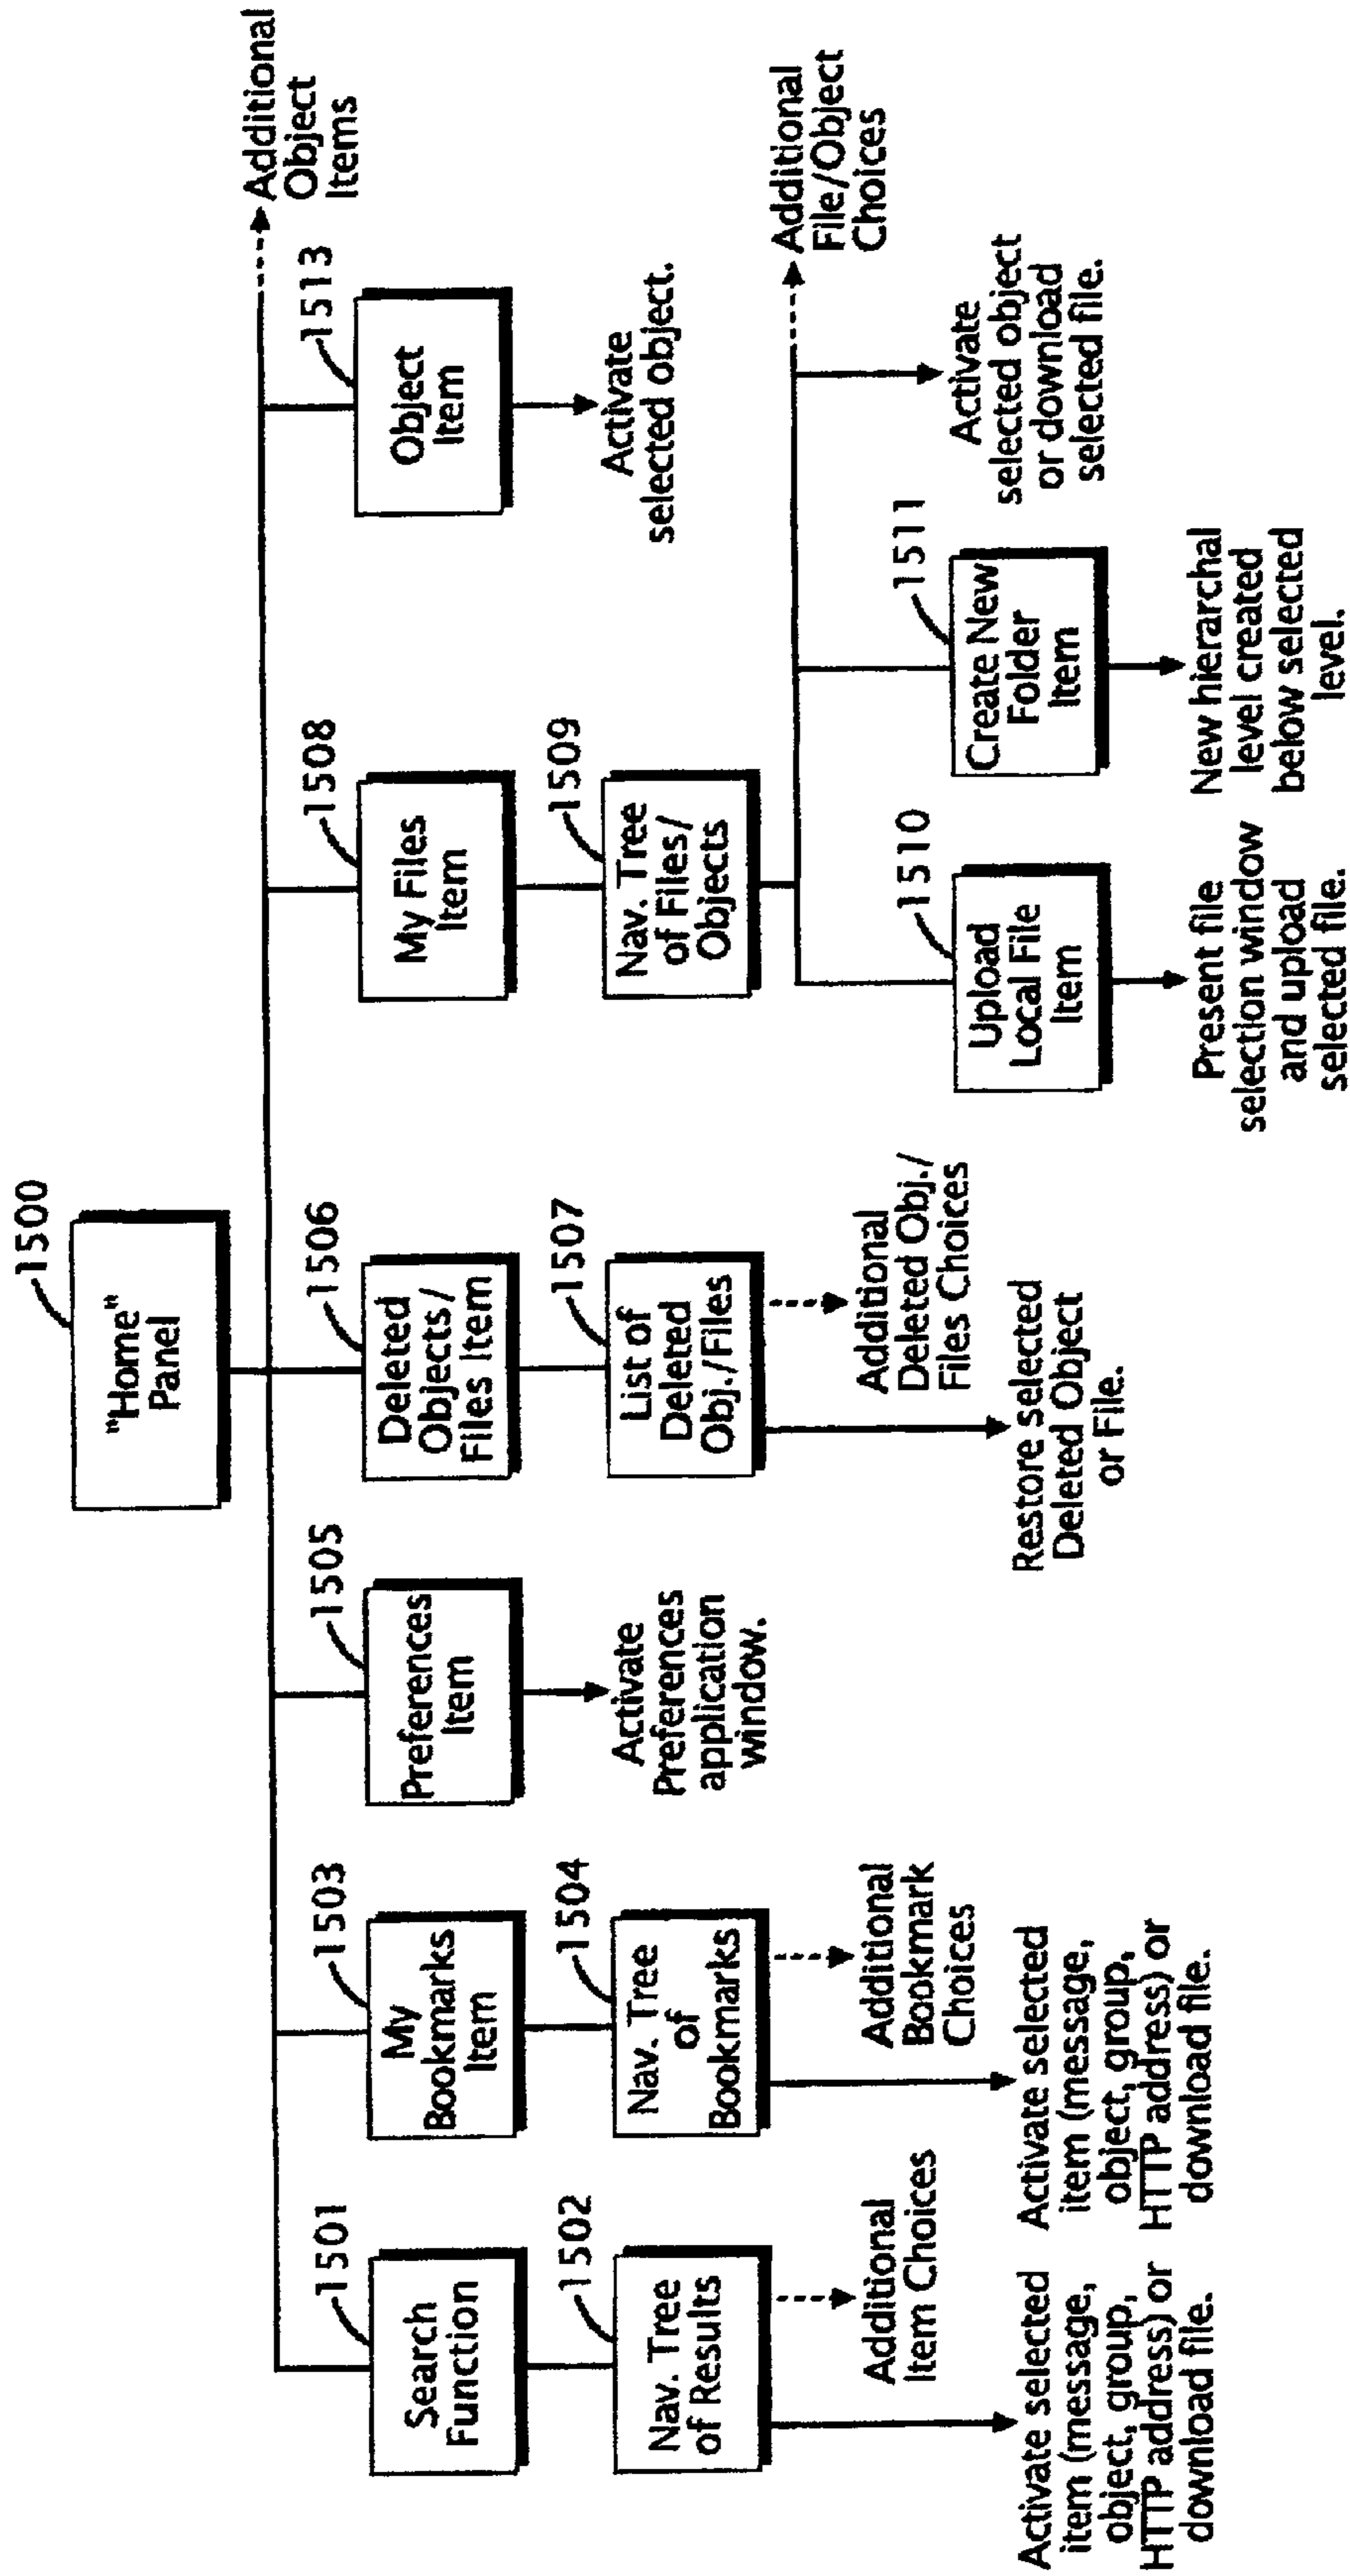 1500
"Home"
Panel
Additional
Object
Items
1501
Search
Function
1503
My
Bookmarks
Item
1505
Preferences
Item
1506
Deleted
Objects/
Files Item
1508
My Files
Item
1513
Object
Item
1502
Nav. Tree
of Results
1504
Nav. Tree
of
Bookmarks
Activate
Preferences
application
window.
1507
List of
Deleted
Obj./Files
1509
Nav. Tree
of Files/
Objects
Activate
selected object.
Additional
File/Object
Choices
Additional
Item Choices
Additional
Bookmark
Choices
Additional
Deleted Obj./
Files Choices
1510
Upload
Local File
Item
1511
Create New
Folder
Item
Activate
selected object
or download
selected file.
Activate selected
item (message,
object, group,
HTTP address) or
download file.
Activate selected
item (message,
object, group,
HTTP address) or
download file.
Restore selected
Deleted Object
or File.
Present file
selection window
and upload
selected file.
New hierarchal
level created
below selected
level.